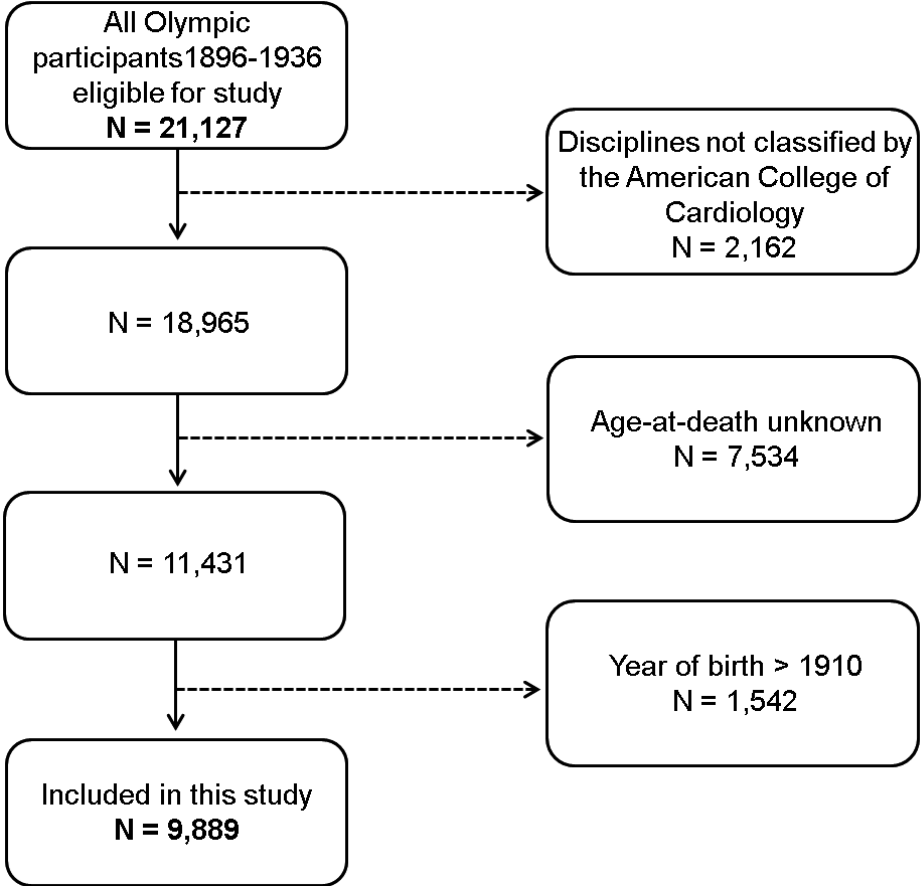 All Olympic
participants1896-1936
eligible for study
N = 21,127
Disciplines not classified by
the American College of
Cardiology
N = 2,162
N = 18,965
Age-at-death unknown
N = 7,534
N = 11,431
Year of birth > 1910
N = 1,542
Included in this study
N = 9,889